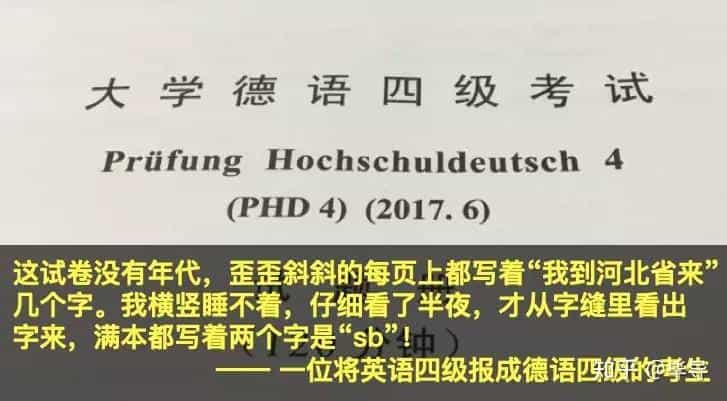 大学德语四级考试
Prüfung Hochschuldeutsch 4
(PHD 4) (2017. 6)
这试卷没有年代，歪歪斜斜的每页上都写着“我到河北省来”
几个字。我横竖睡不着，仔细看了半夜，才从字缝里看出
字来，满本都写着两个字是“sb”！
—— 一位将英语四级报成德语四级的考生
知乎 @毕导